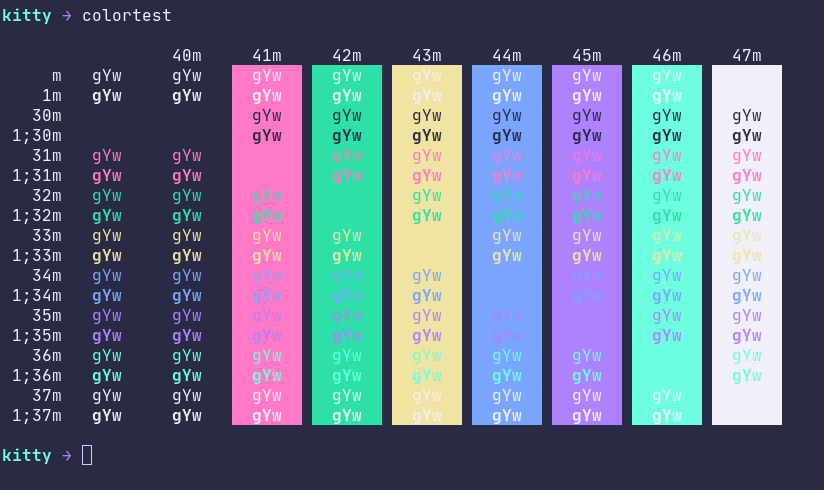 kitty → colortest
40m 41m 42m 43m 44m 45m 46m 47m
m gYw gYw gYw gYw gYw gYw gYw gYw
1m gYw gYw gYw gYw gYw gYw gYw gYw
30m gYw gYw gYw gYw gYw gYw gYw
1;30m gYw gYw gYw gYw gYw gYw gYw
31m gYw gYw gYw gYw gYw gYw gYw gYw
1;31m gYw gYw gYw gYw gYw gYw gYw gYw
32m gYw gYw gYw gYw gYw gYw gYw gYw
1;32m gYw gYw gYw gYw gYw gYw gYw gYw
33m gYw gYw gYw gYw gYw gYw gYw gYw
1;33m gYw gYw gYw gYw gYw gYw gYw gYw
34m gYw gYw gYw gYw gYw gYw gYw gYw
1;34m gYw gYw gYw gYw gYw gYw gYw gYw
35m gYw gYw gYw gYw gYw gYw gYw gYw
1;35m gYw gYw gYw gYw gYw gYw gYw gYw
36m gYw gYw gYw gYw gYw gYw gYw gYw
1;36m gYw gYw gYw gYw gYw gYw gYw gYw
37m gYw gYw gYw gYw gYw gYw gYw gYw
1;37m gYw gYw gYw gYw gYw gYw gYw gYw
kitty →